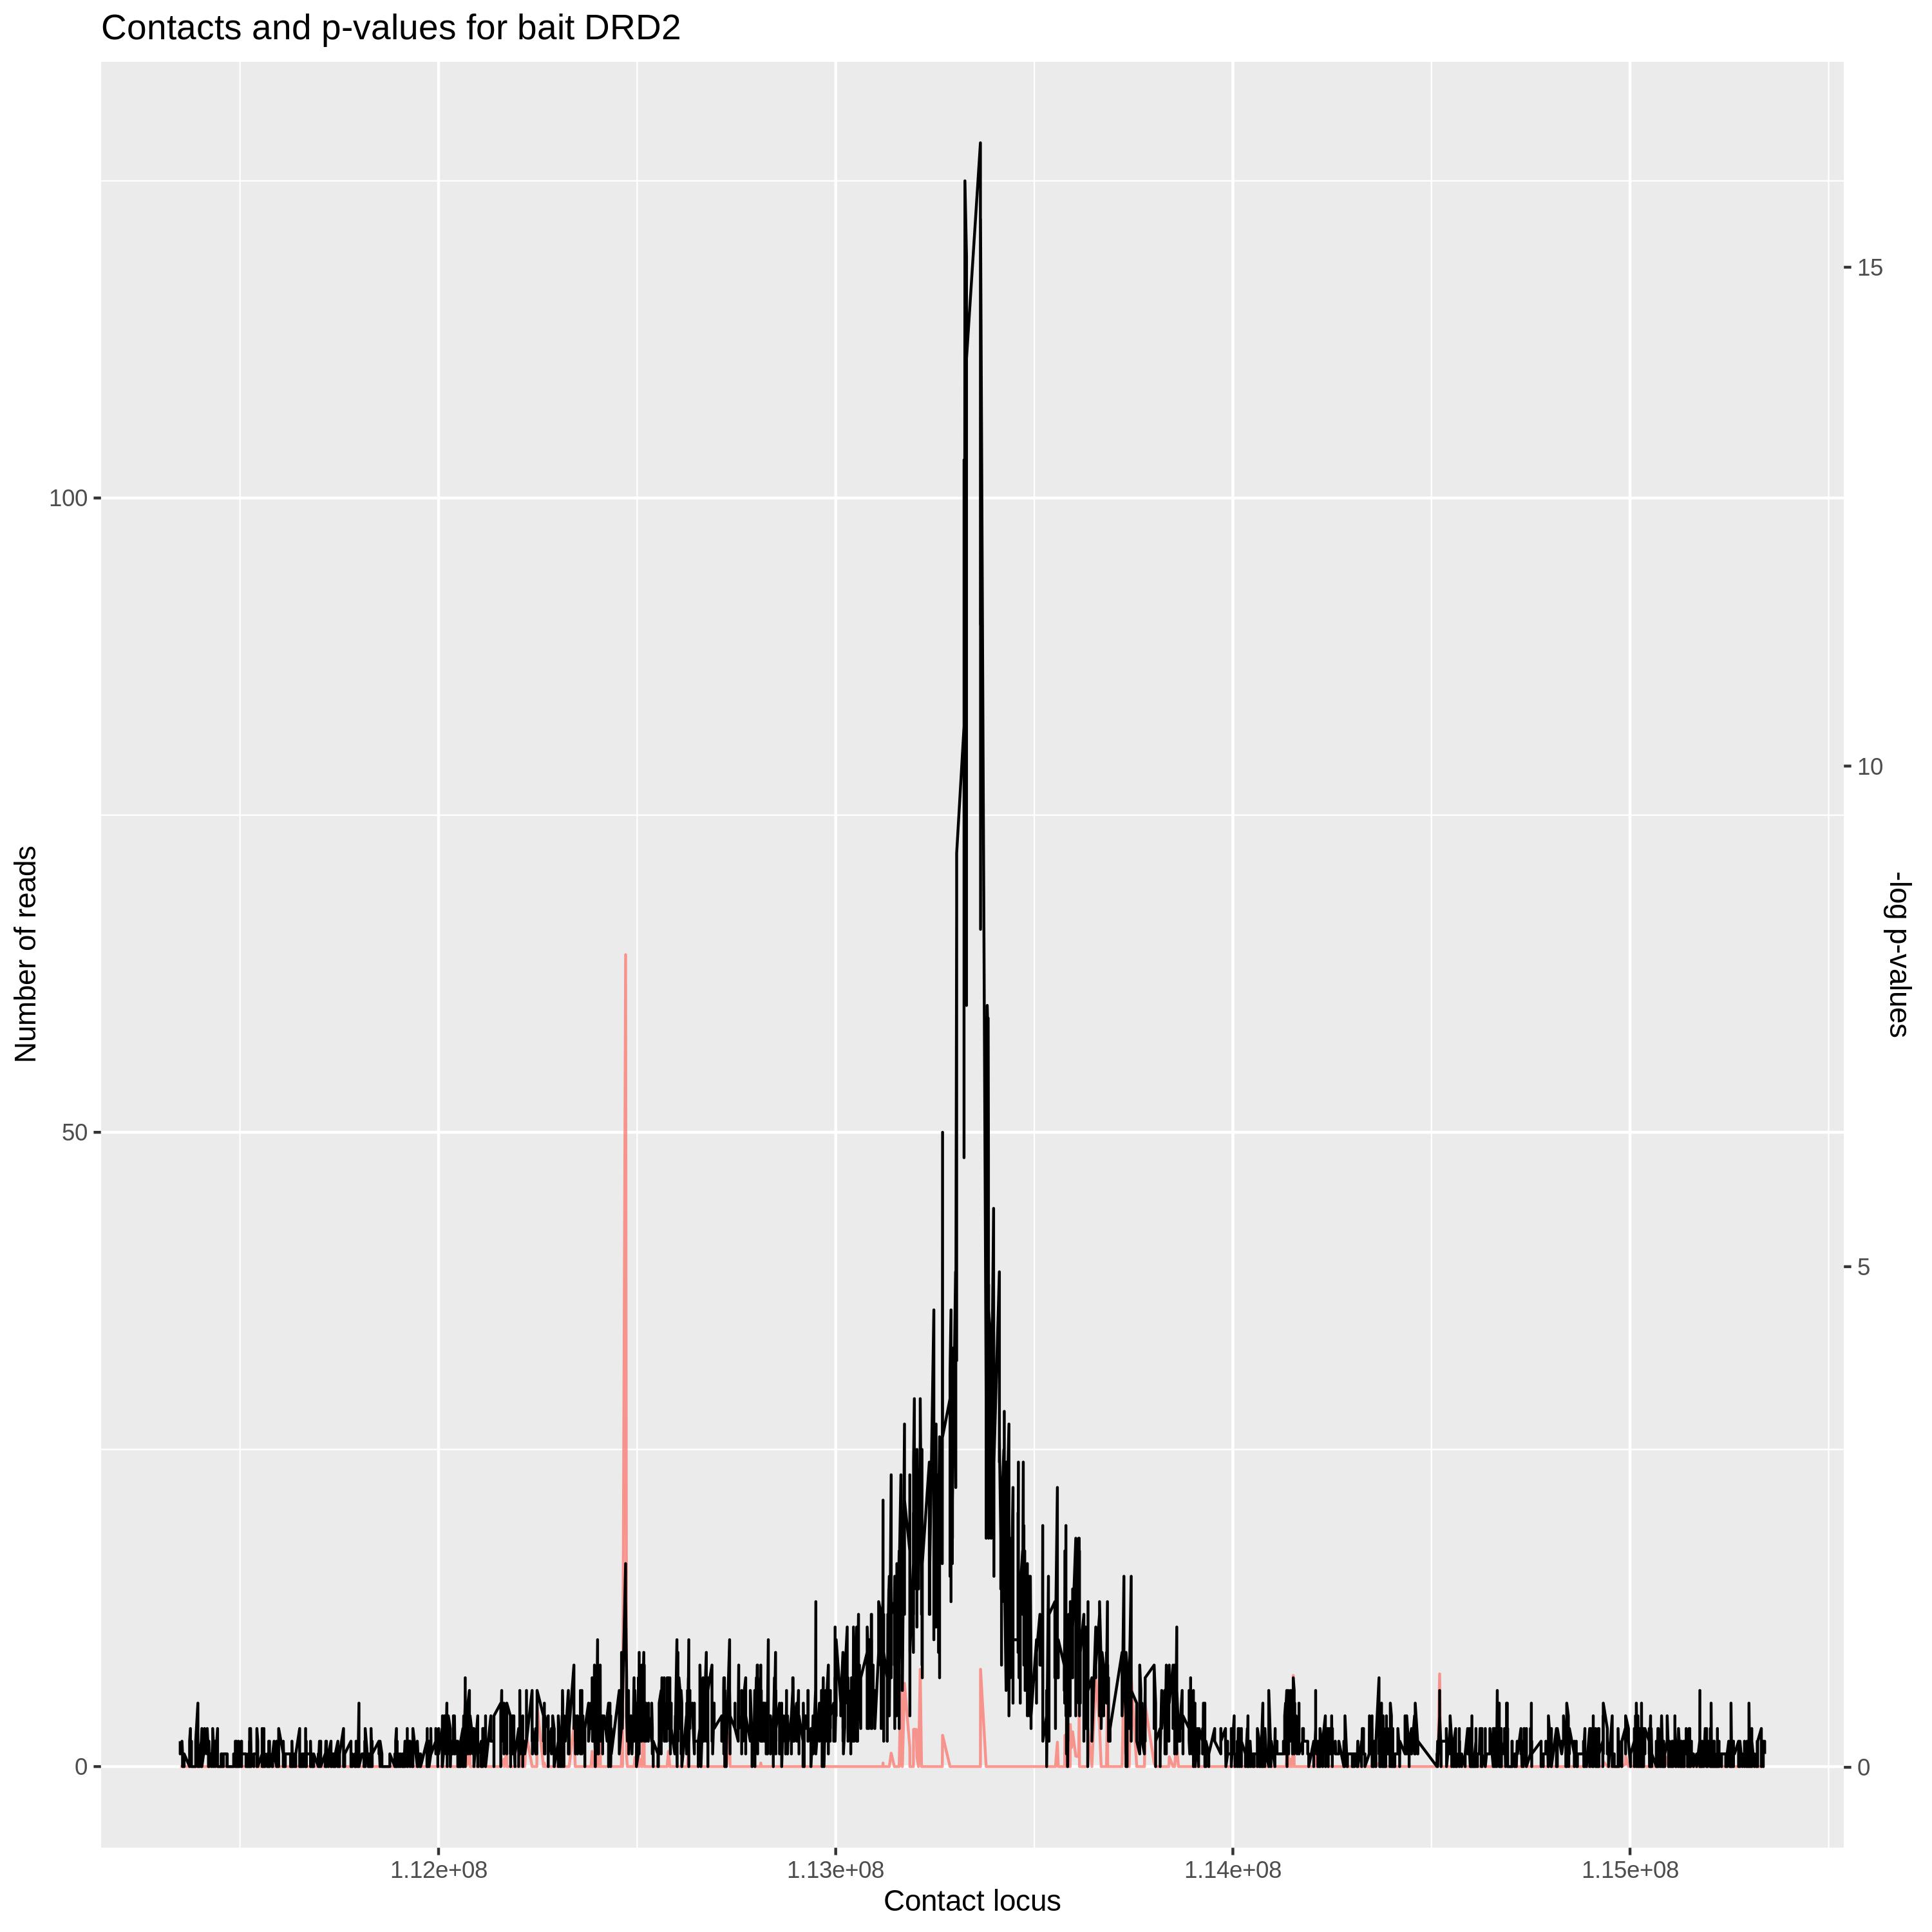 Contacts and p-values for bait DRD2
Number of reads
100
50
0
15
10
5
0
-log p-values
1.12e+08
1.13e+08
1.14e+08
1.15e+08
Contact locus